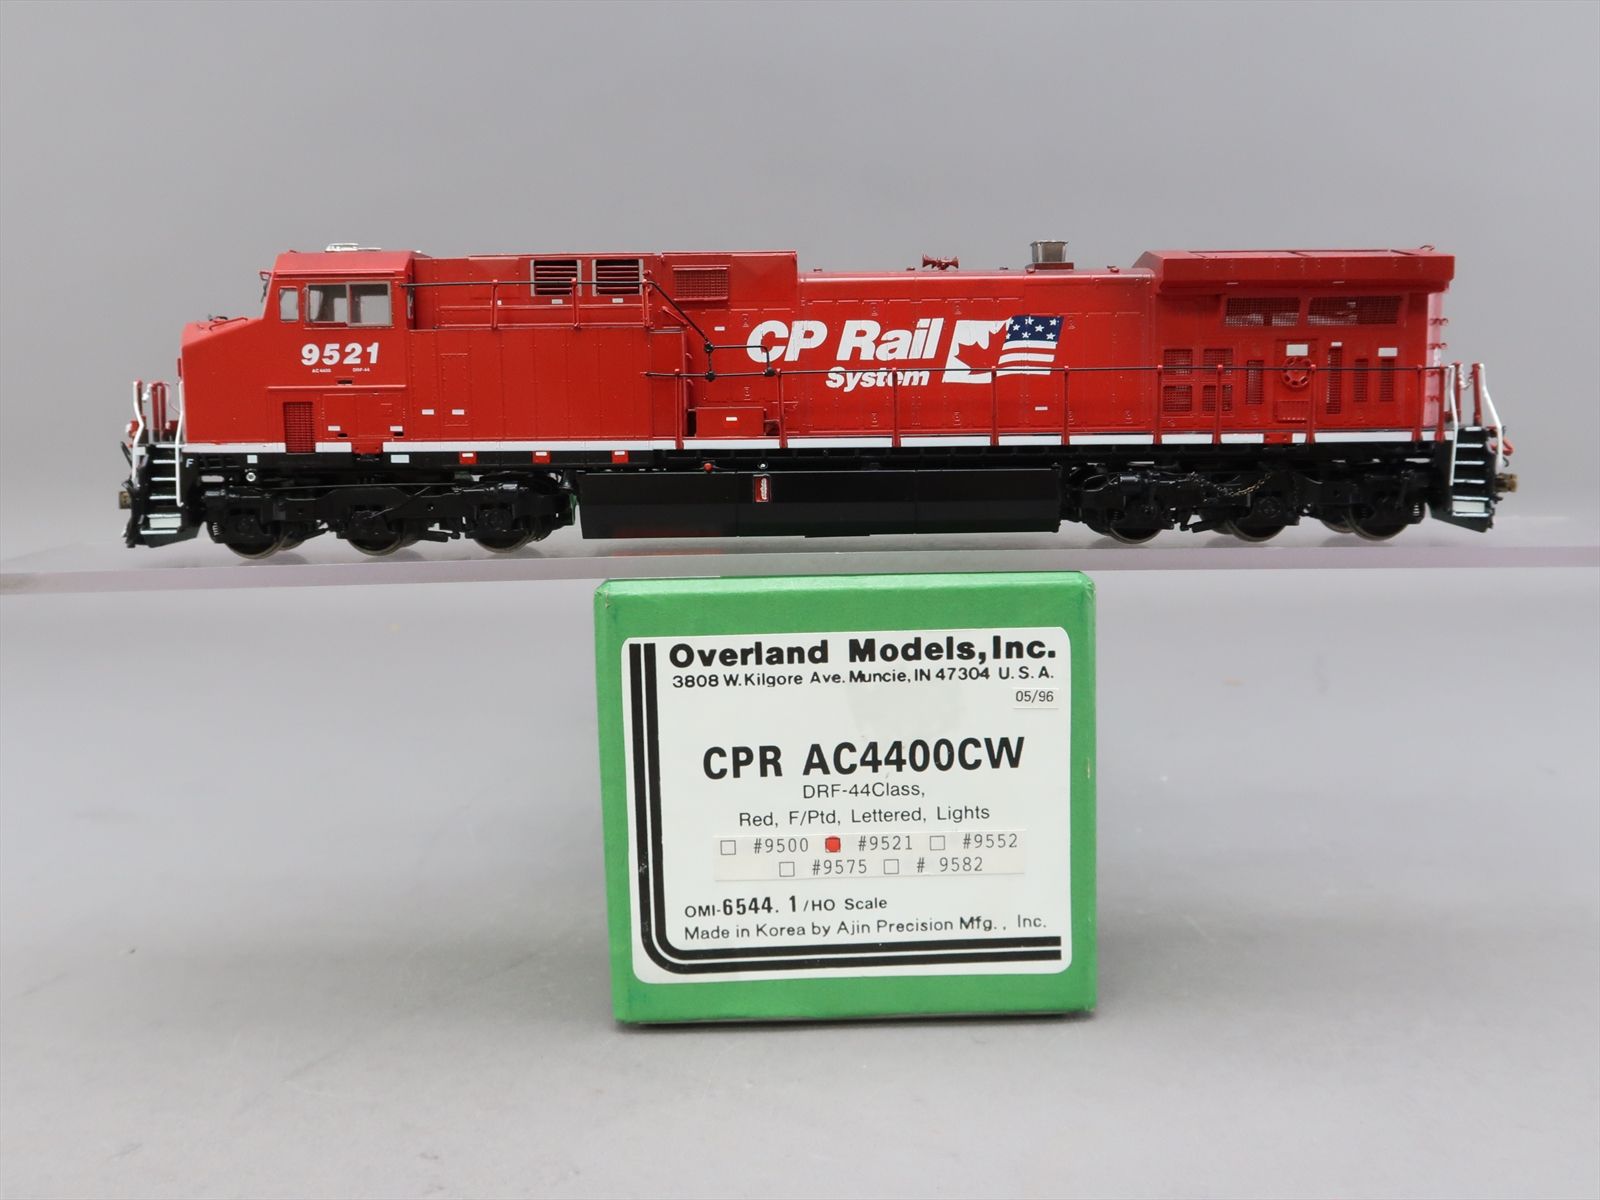 9521
AC4400 DRF-44
CP Rail
System
F
Overland Models, Inc.
3808 W. Kilgore Ave. Muncie, IN 47304 U.S.A.
05/96
CPR AC4400CW
DRF-44Class,
Red, F/Ptd, Lettered, Lights
#9500 #9521 #9552
#9575 # 9582
OMI-6544.1/HO Scale
Made in Korea by Ajin Precision Mfg., Inc.